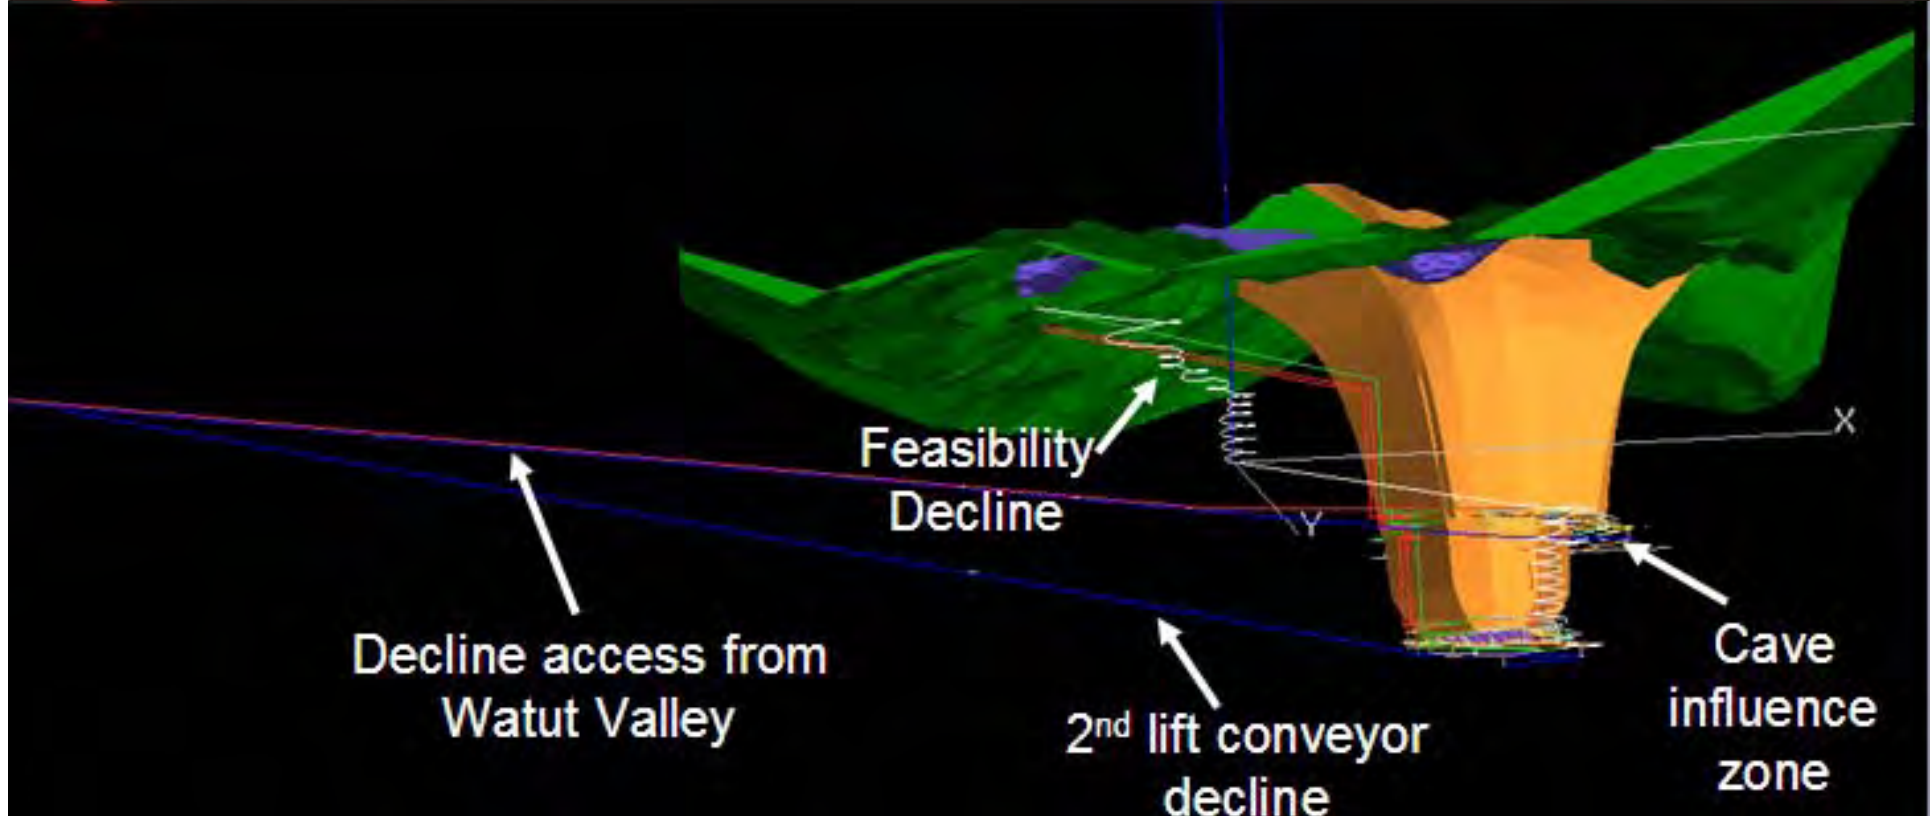 X
Feasibility
Decline
Y
Decline access from
Watut Valley
2nd lift conveyor
decline
Cave
influence
zone